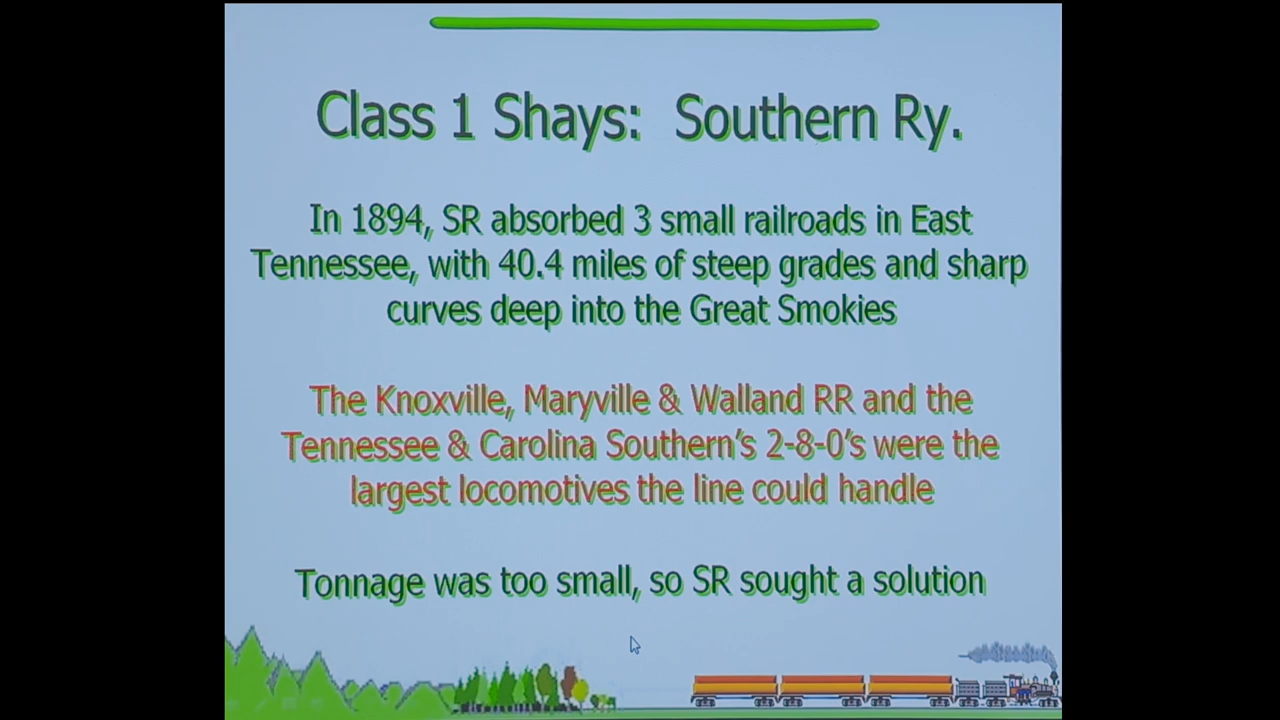 Class 1 Shays: Southern Ry.
In 1894, SR absorbed 3 small railroads in East
Tennessee, with 40.4 miles of steep grades and sharp
curves deep into the Great Smokies
The Knoxville, Maryville & Walland RR and the
Tennessee & Carolina Southern's 2-8-0's were the
largest locomotives the line could handle
Tonnage was too small, so SR sought a solution